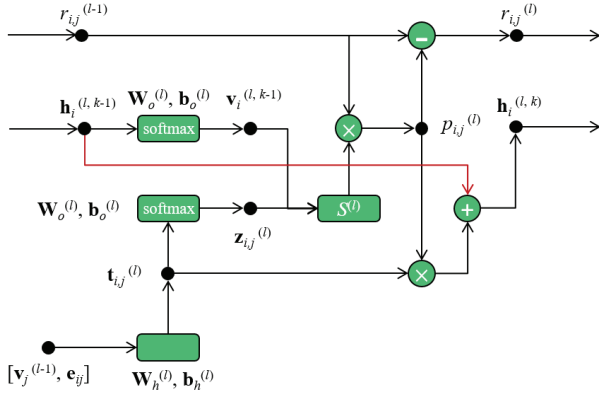 r_{i,j}^{(l-1)} r_{i,j}^{(l)}
−
W_o^{(l)}, b_o^{(l)} v_i^{(l, k-1)}
h_i^{(l, k-1)} h_i^{(l, k)}
softmax × p_{i,j}^{(l)}
W_o^{(l)}, b_o^{(l)} softmax S^{(l)} +
z_{i,j}^{(l)}
t_{i,j}^{(l)} ×
[v_j^{(l-1)}, e_{ij}] W_h^{(l)}, b_h^{(l)}